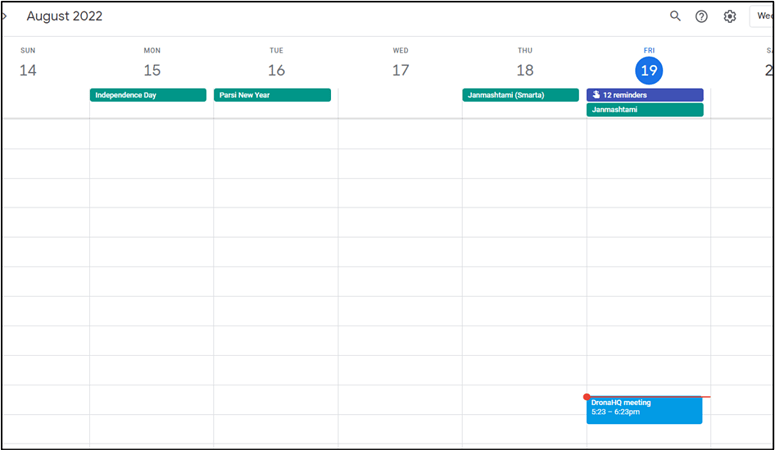 August 2022
Wee
SUN MON TUE WED THU FRI
14 15 16 17 18 19 2
Independence Day Parsi New Year Janmashtami (Smarta) 12 reminders
Janmashtami
DronaHQ meeting
5:23 – 6:23pm